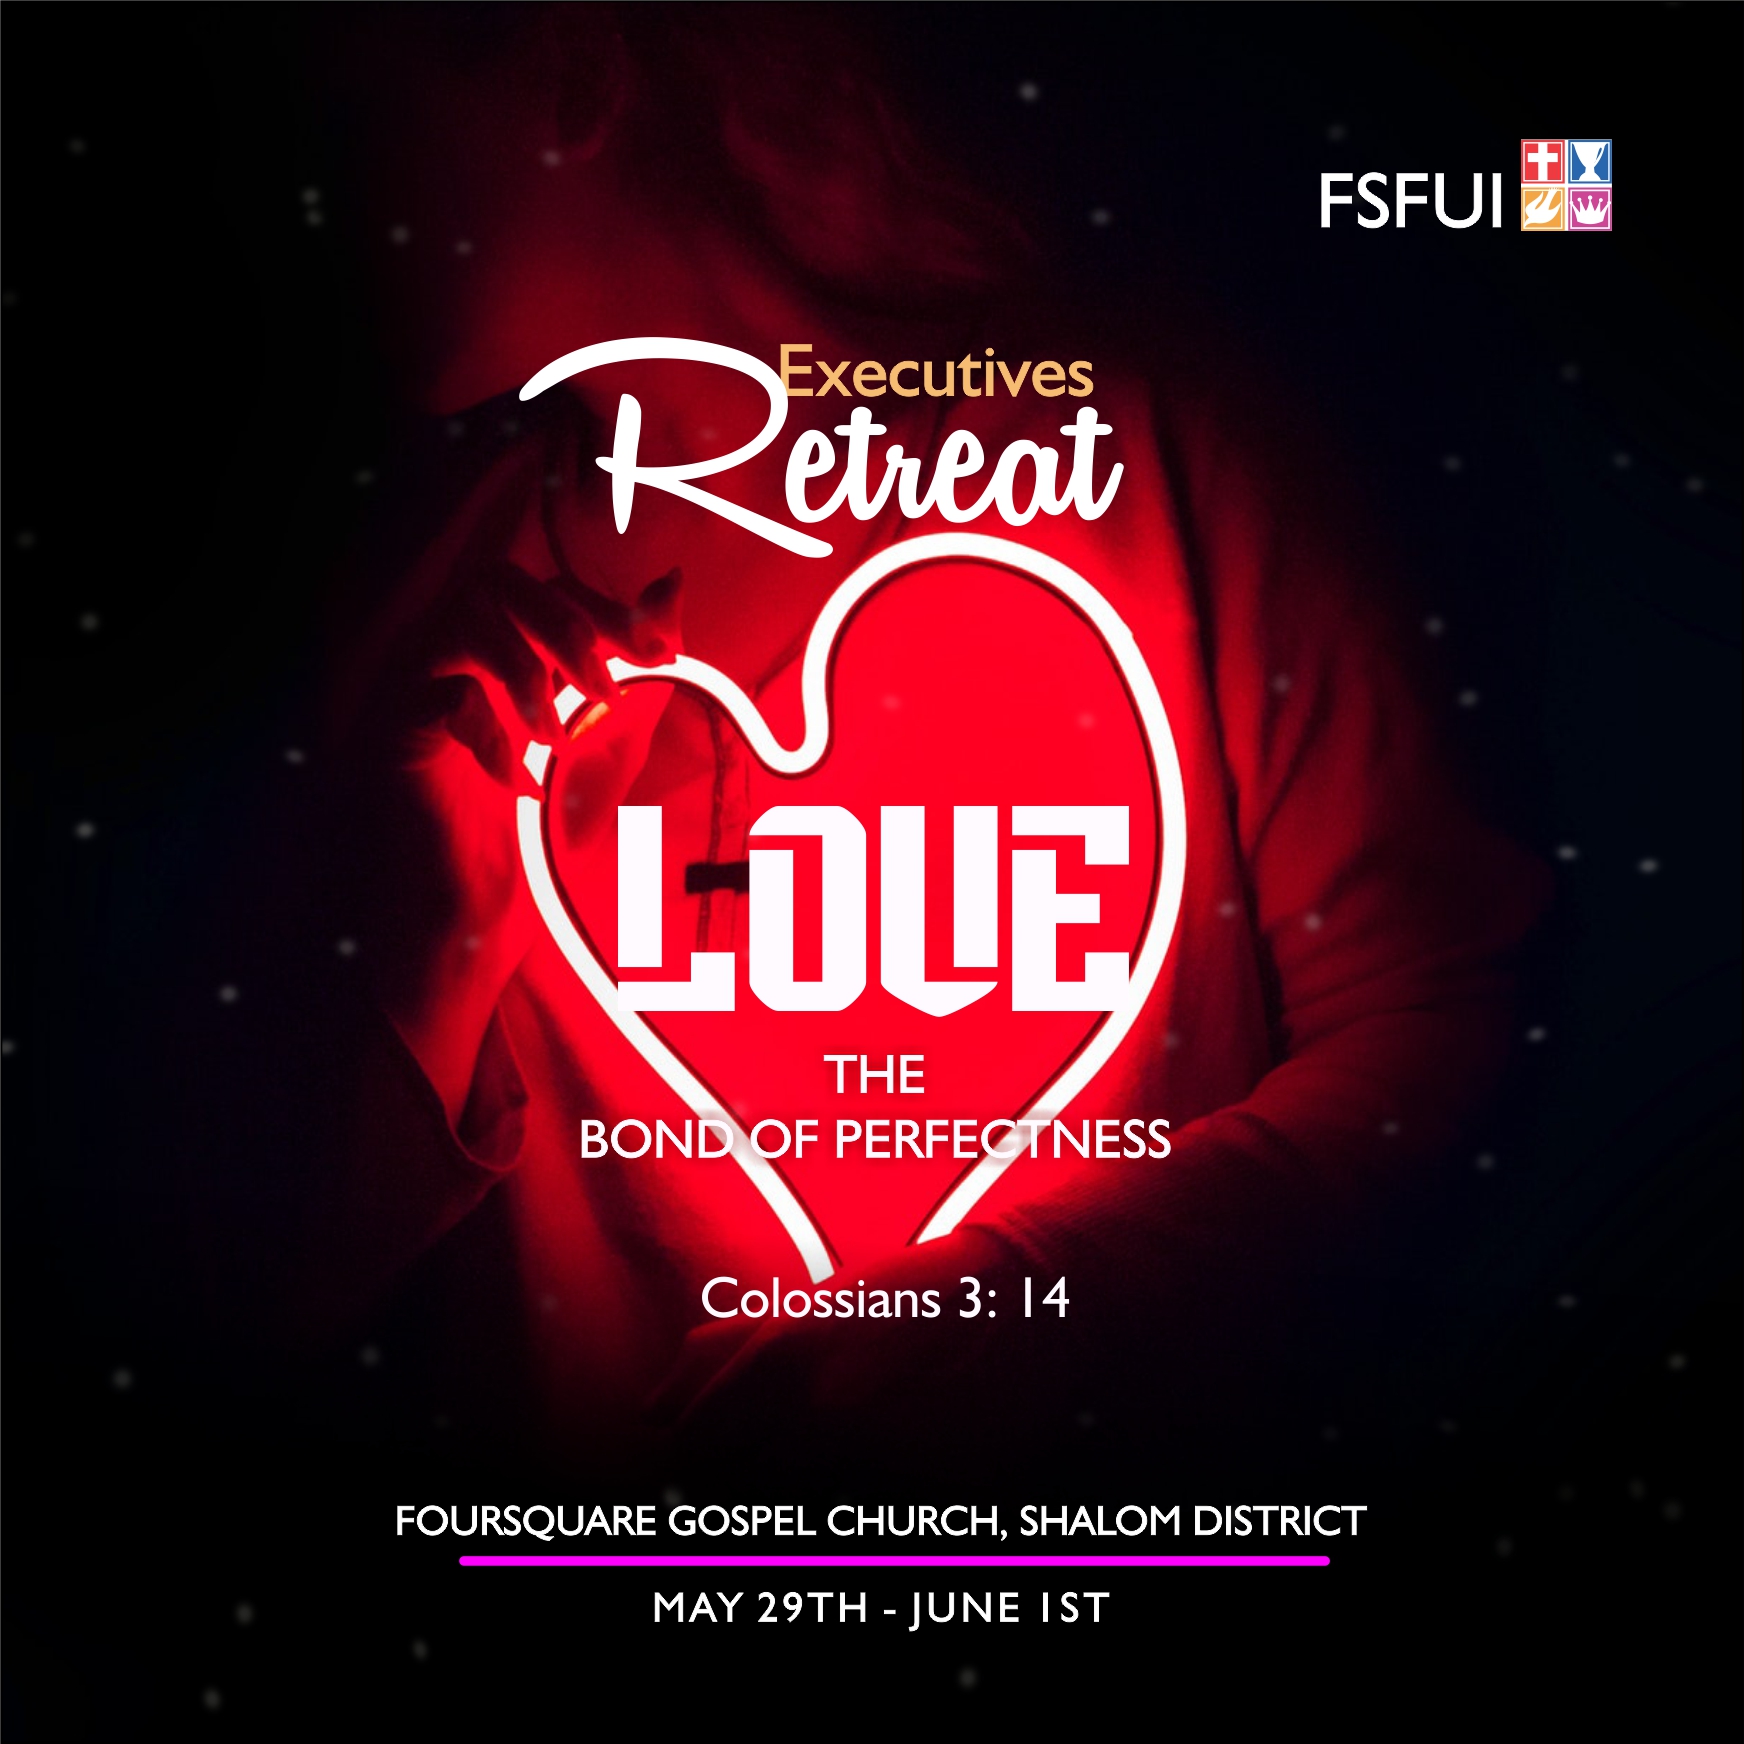 FSFUI
Executives
Retreat
LOVE
THE
BOND OF PERFECTNESS
Colossians 3: 14
FOURSQUARE GOSPEL CHURCH, SHALOM DISTRICT
MAY 29TH - JUNE 1ST